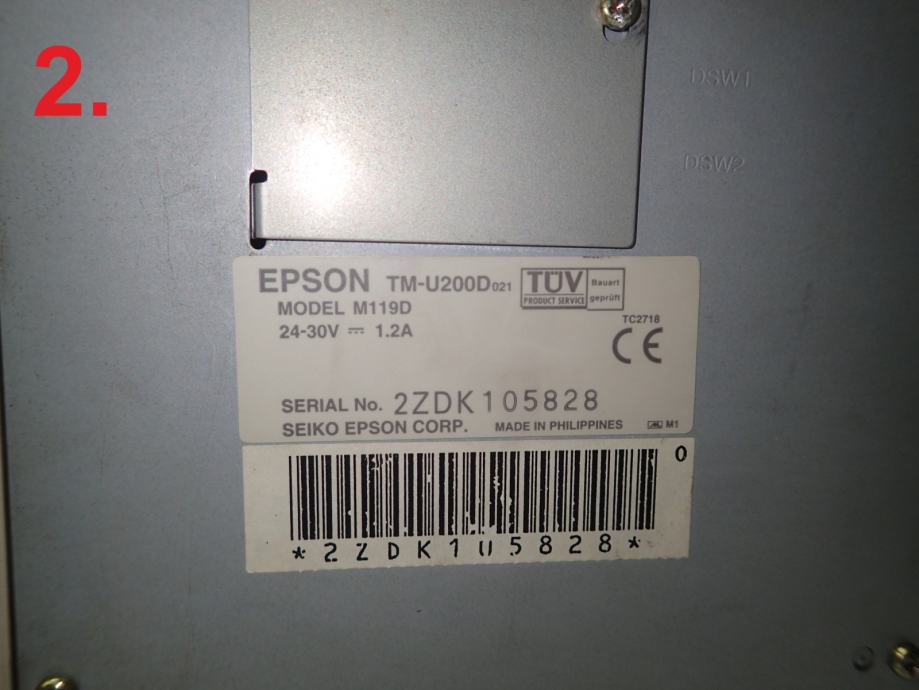 2.
DSW1
DSW2
EPSON TM-U200D021 TÜV PRODUCT SERVICE Bauart geprüft
MODEL M119D TC2718
24-30V ⎓ 1.2A CE
SERIAL No. 2ZDK105828
SEIKO EPSON CORP. MADE IN PHILIPPINES M1
0
*2ZDK105828*